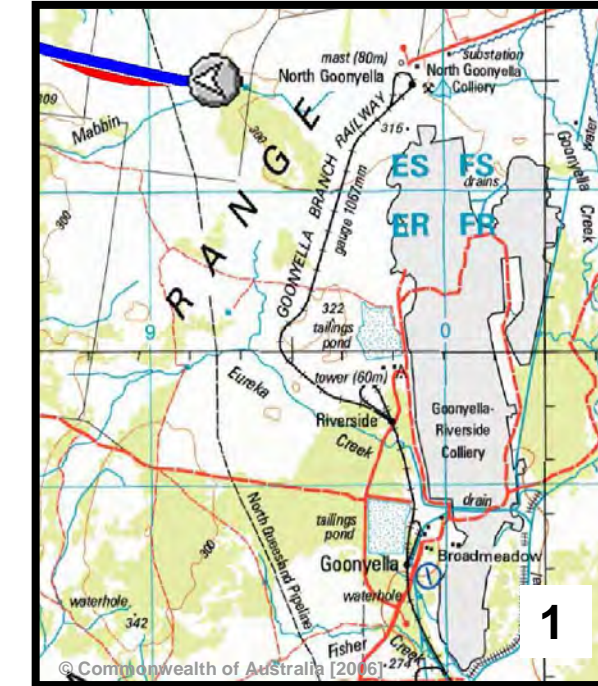 mast (80m)
North Goonyella
substation
North Goonyella
Colliery
309
Mabbin
300
RANGE
316
GOONYELLA BRANCH RAILWAY
gauge 1067mm
ES FS
drains
ER FR
Goonyella
Creek
water
300
322
tailings
pond
9
0
Eureka
Creek
tower (60m)
Riverside
Goonyella-
Riverside
Colliery
drain
North Queensland Pipeline
tailings
pond
Goonyella
Broadmeadow
300
waterhole
342
waterhole
Fisher
Creek
274
1
© Commonwealth of Australia [2006]